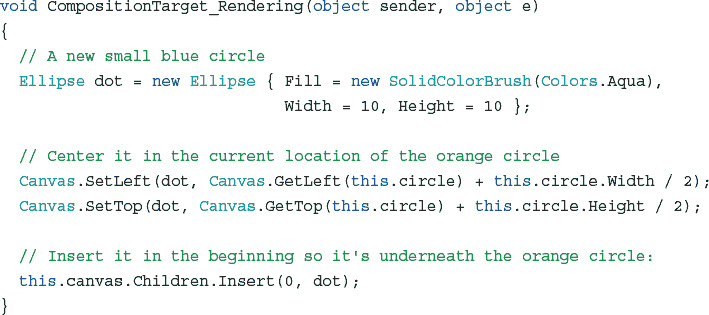 void CompositionTarget_Rendering(object sender, object e)
{
  // A new small blue circle
  Ellipse dot = new Ellipse { Fill = new SolidColorBrush(Colors.Aqua),
                              Width = 10, Height = 10 };

  // Center it in the current location of the orange circle
  Canvas.SetLeft(dot, Canvas.GetLeft(this.circle) + this.circle.Width / 2);
  Canvas.SetTop(dot, Canvas.GetTop(this.circle) + this.circle.Height / 2);

  // Insert it in the beginning so it's underneath the orange circle:
  this.canvas.Children.Insert(0, dot);
}